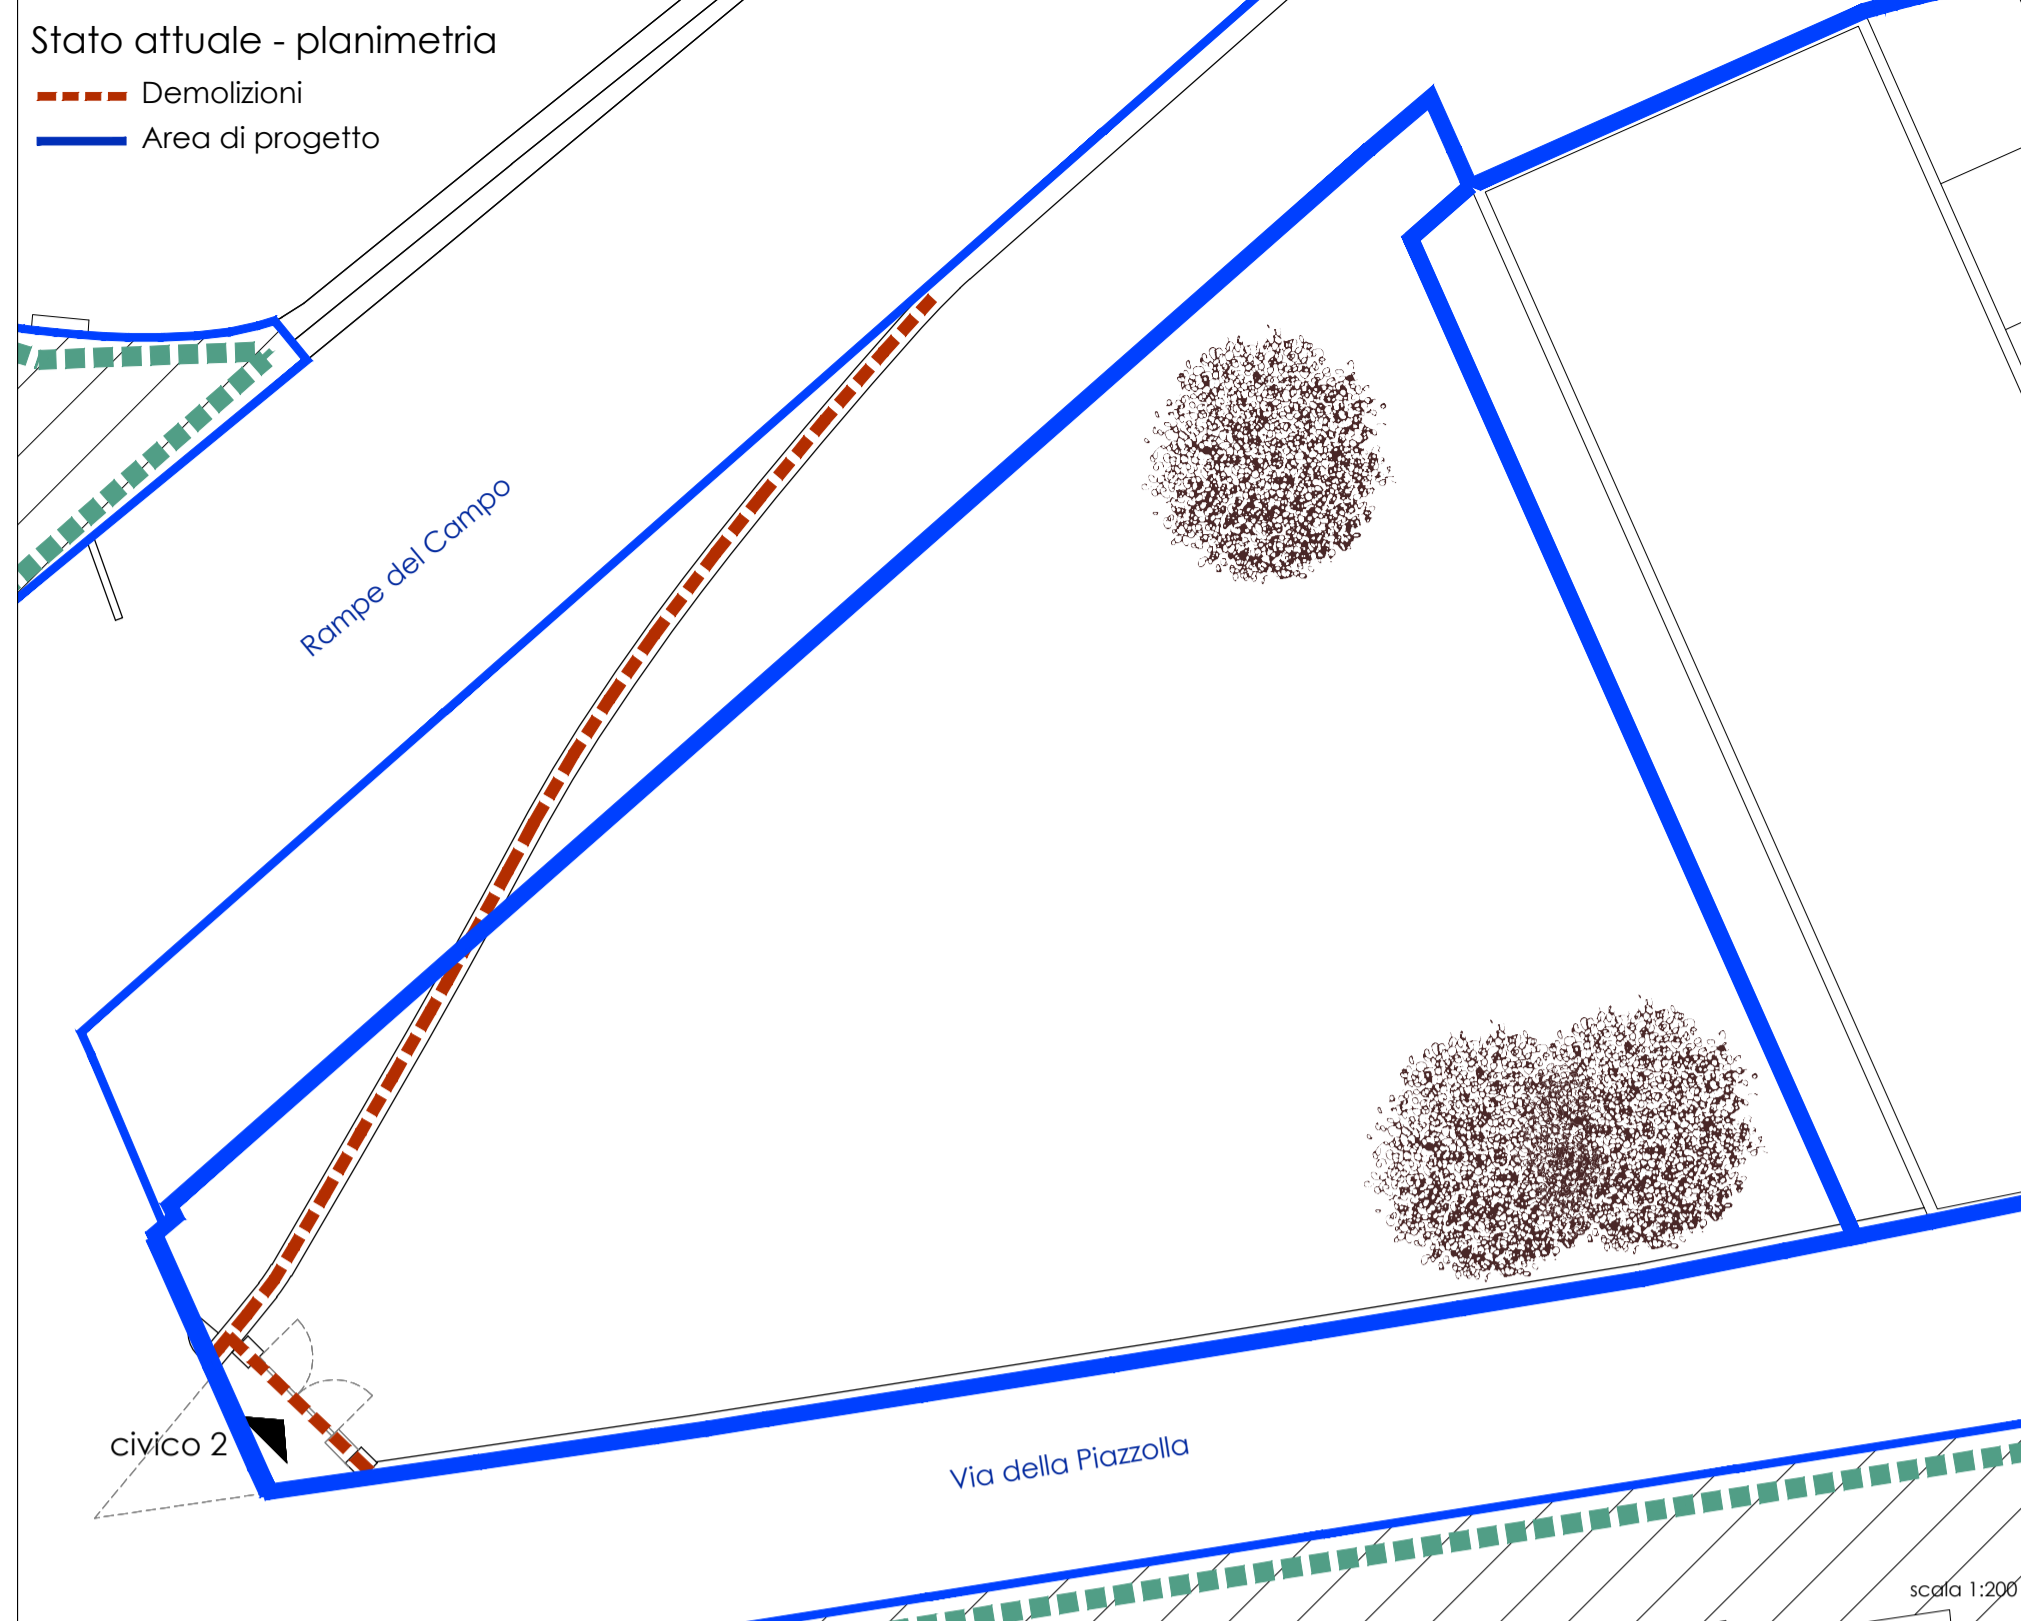 Stato attuale - planimetria
Demolizioni
Area di progetto
Rampe del Campo
civico 2
Via della Piazzolla
scala 1:200